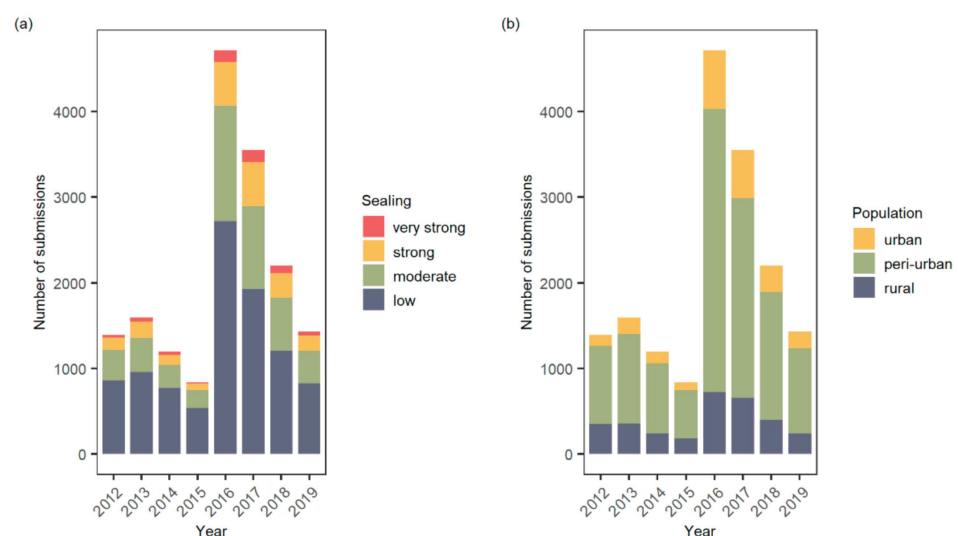 (a)
Number of submissions
4000
3000
2000
1000
0
2012
2013
2014
2015
2016
2017
2018
2019
Year
Sealing
very strong
strong
moderate
low
(b)
Number of submissions
4000
3000
2000
1000
0
2012
2013
2014
2015
2016
2017
2018
2019
Year
Population
urban
peri-urban
rural